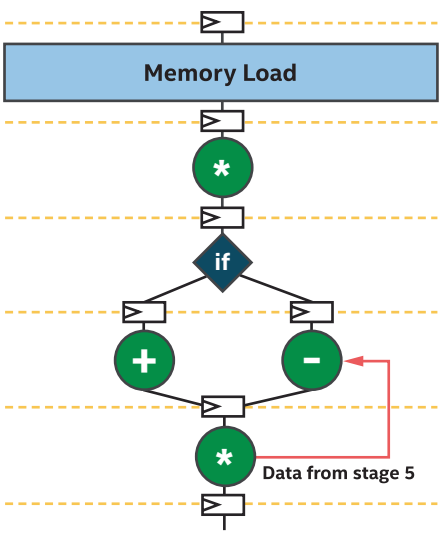 Memory Load
*
if
+ -
*
Data from stage 5